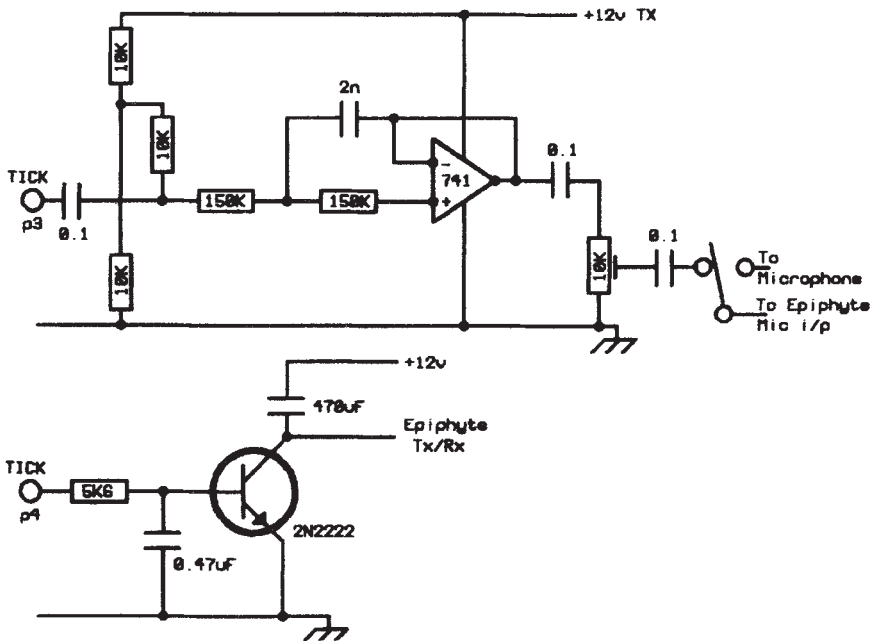 +12v TX
10K
2n
10K
TICK
0.1
741
-
+
150K
150K
p3
0.1
0.1
10K
10K
To
Microphone
To Epiphyte
Mic i/p
+12v
470uF
Epiphyte
Tx/Rx
TICK
5K6
p4
2N2222
0.47uF